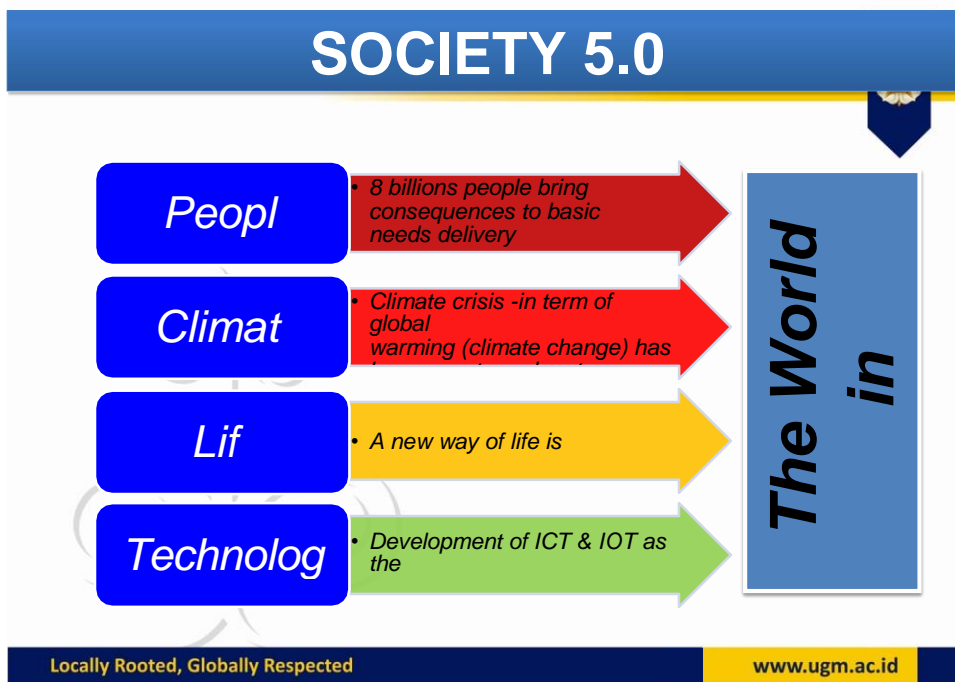 SOCIETY 5.0
Peopl
• 8 billions people bring
consequences to basic
needs delivery
Climat
• Climate crisis -in term of
global
warming (climate change) has
Lif
• A new way of life is
Technolog
• Development of ICT & IOT as
the
The World
in
Locally Rooted, Globally Respected
www.ugm.ac.id